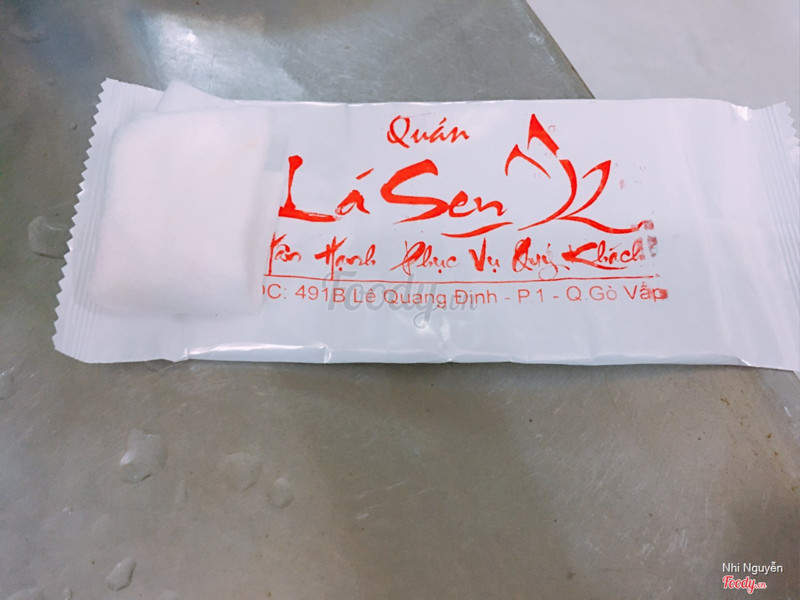 Quán
Lá Sen
Hân Hạnh Phục Vụ Quý Khách
ĐC: 491B Lê Quang Định - P.1 - Q.Gò Vấp
Foody.vn
Nhi Nguyễn
Foody.vn